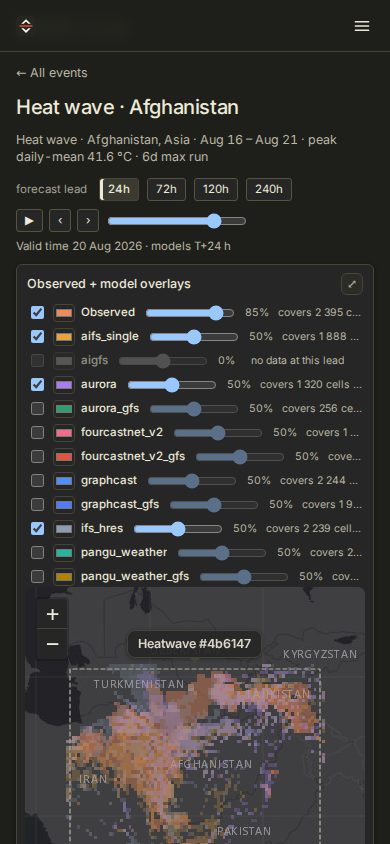 ← All events
Heat wave · Afghanistan
Heat wave · Afghanistan, Asia · Aug 16 – Aug 21 · peak
daily-mean 41.6 °C · 6d max run
forecast lead 24h 72h 120h 240h
Valid time 20 Aug 2026 · models T+24 h
Observed + model overlays
Observed 85% covers 2 395 c…
aifs_single 50% covers 1 888 …
aigfs 0% no data at this lead
aurora 50% covers 1 320 cells …
aurora_gfs 50% covers 256 ce…
fourcastnet_v2 50% covers 1 …
fourcastnet_v2_gfs 50% cove…
graphcast 50% covers 2 244 …
graphcast_gfs 50% covers 1 9…
ifs_hres 50% covers 2 239 cell…
pangu_weather 50% covers 2…
pangu_weather_gfs 50% cov…
+
−
Heatwave #4b6147
KYRGYZSTAN
TURKMENISTAN
TAJIKISTAN
AFGHANISTAN
IRAN
PAKISTAN